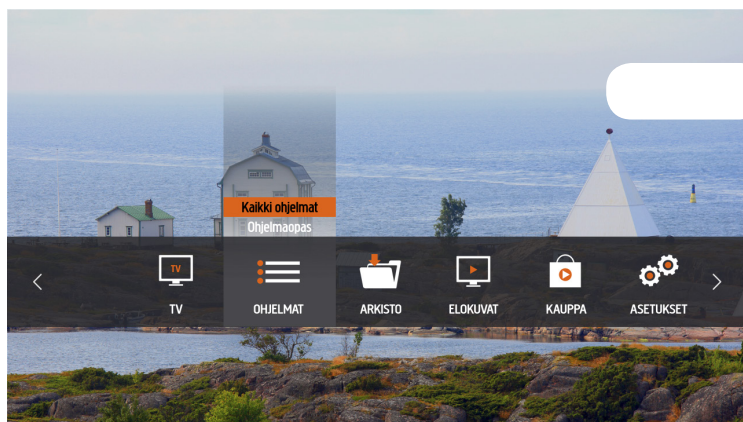 Kaikki ohjelmat
Ohjelmaopas
TV
TV
OHJELMAT
ARKISTO
ELOKUVAT
KAUPPA
ASETUKSET